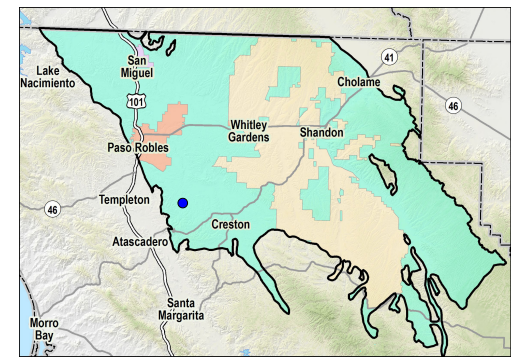 41
San
Miguel
Lake
Nacimiento
Cholame
101
46
Whitley
Gardens
Shandon
Paso Robles
Templeton
46
Creston
Atascadero
Santa
Margarita
Morro
Bay